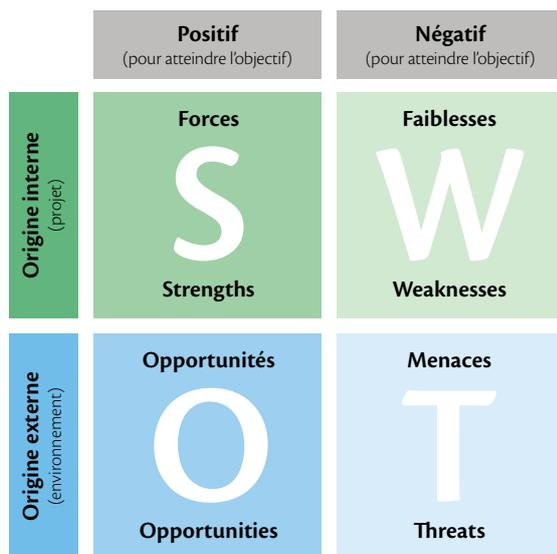 Positif
(pour atteindre l'objectif)
Négatif
(pour atteindre l'objectif)
Origine interne
(projet)
Forces
S
Strengths
Faiblesses
W
Weaknesses
Origine externe
(environnement)
Opportunités
O
Opportunities
Menaces
T
Threats